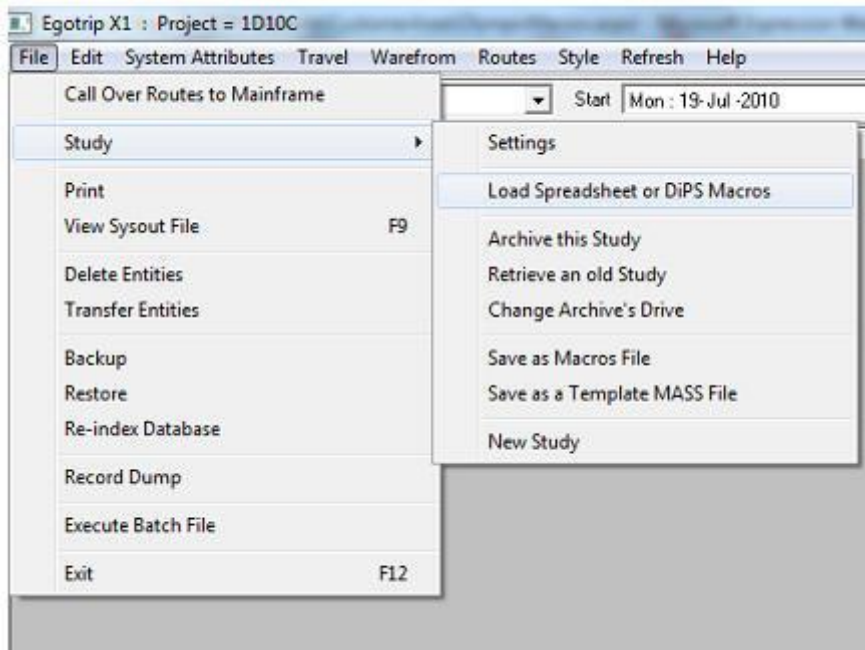 Egotrip X1 : Project = 1D10C
File Edit System Attributes Travel Warefrom Routes Style Refresh Help
Call Over Routes to Mainframe
Start Mon : 19- Jul -2010
Study
Print
View Sysout File F9
Delete Entities
Transfer Entities
Backup
Restore
Re-index Database
Record Dump
Execute Batch File
Exit F12
Settings
Load Spreadsheet or DiPS Macros
Archive this Study
Retrieve an old Study
Change Archive's Drive
Save as Macros File
Save as a Template MASS File
New Study